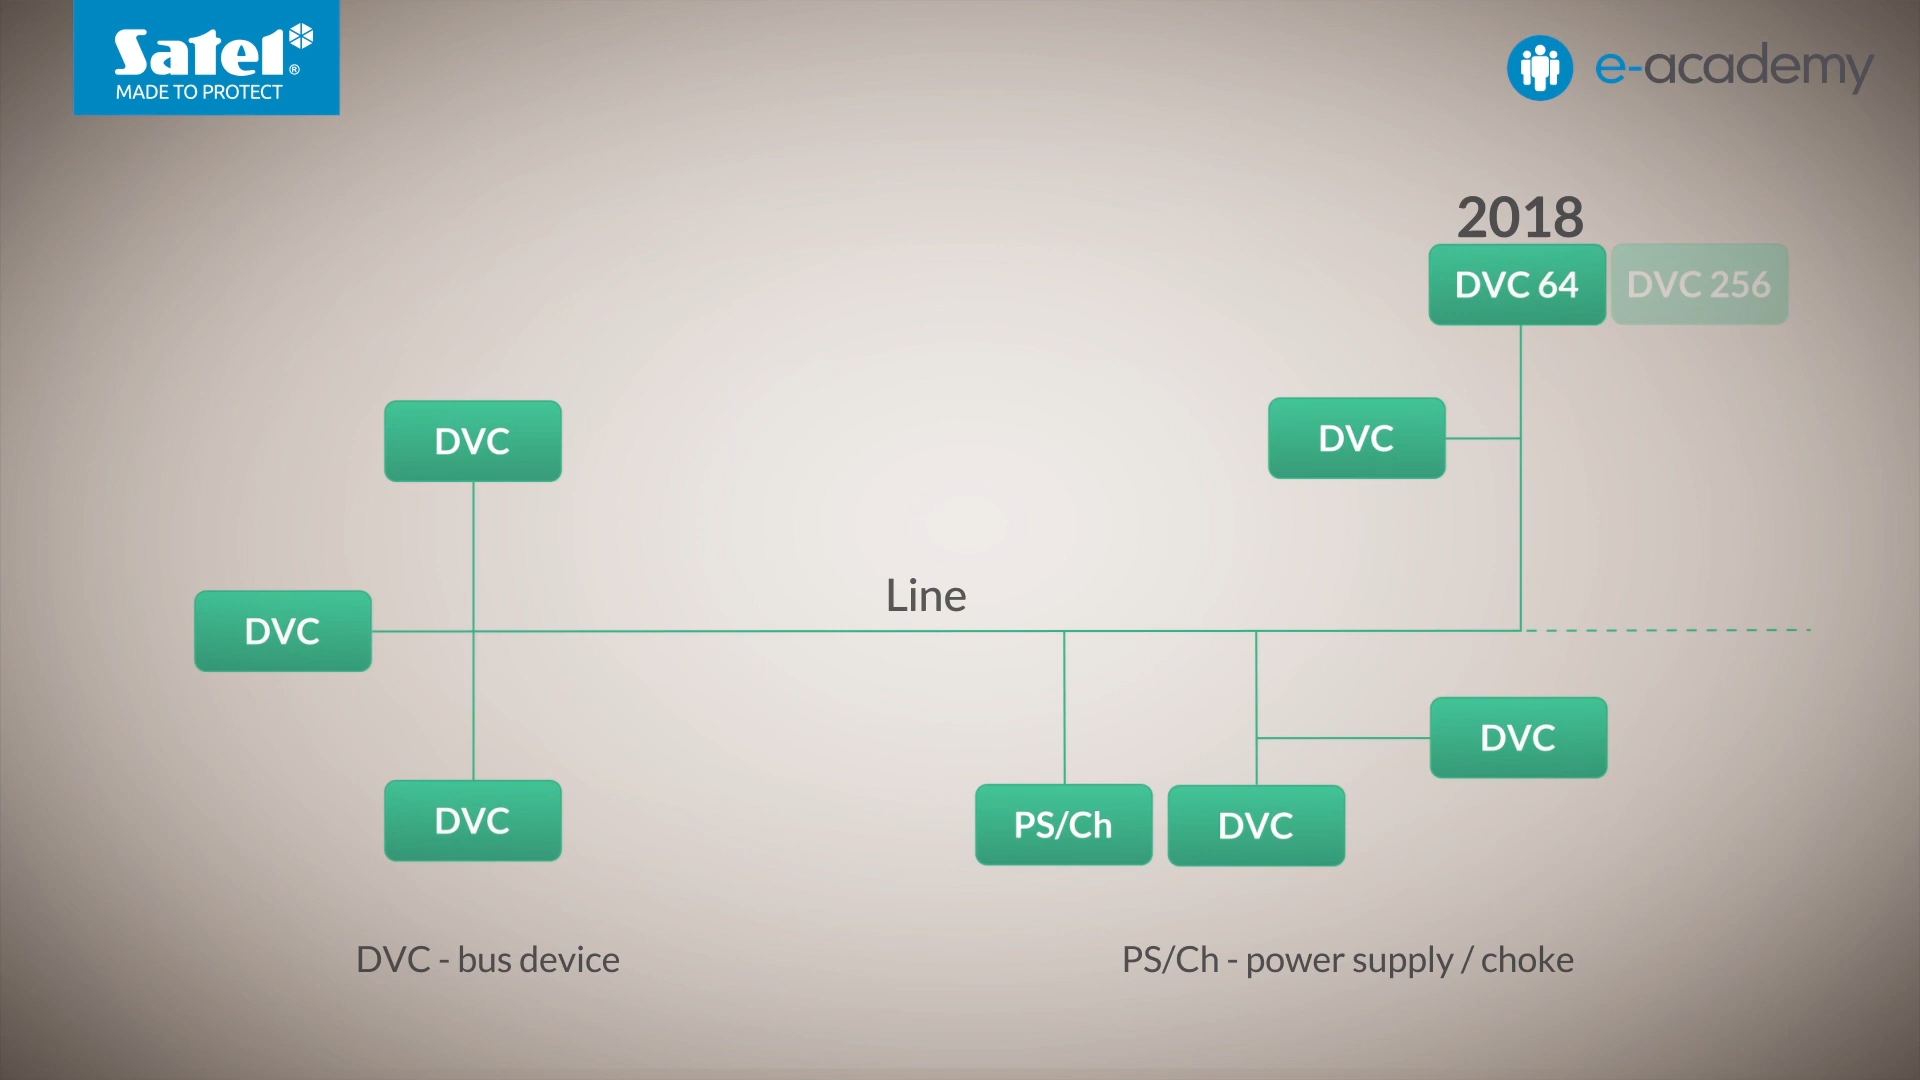 Satel®
MADE TO PROTECT
e-academy
2018
DVC 64
DVC 256
DVC
DVC
DVC
Line
DVC
DVC
PS/Ch
DVC
DVC - bus device
PS/Ch - power supply / choke